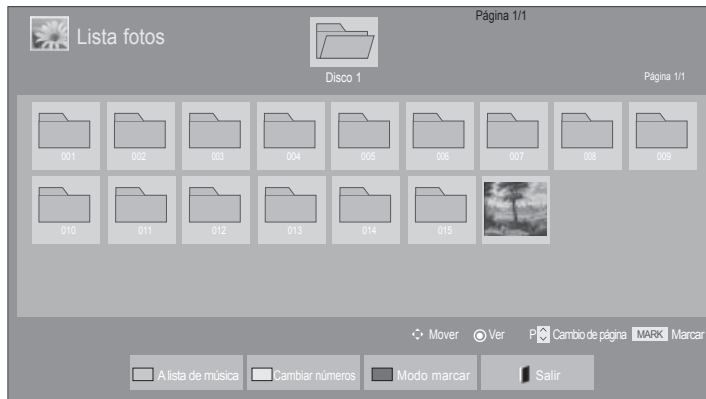 Página 1/1
Lista fotos
Disco 1
Página 1/1
001 002 003 004 005 006 007 008 009
010 011 012 013 014 015
Mover Ver P Cambio de página MARK Marcar
A lista de música Cambiar números Modo marcar Salir